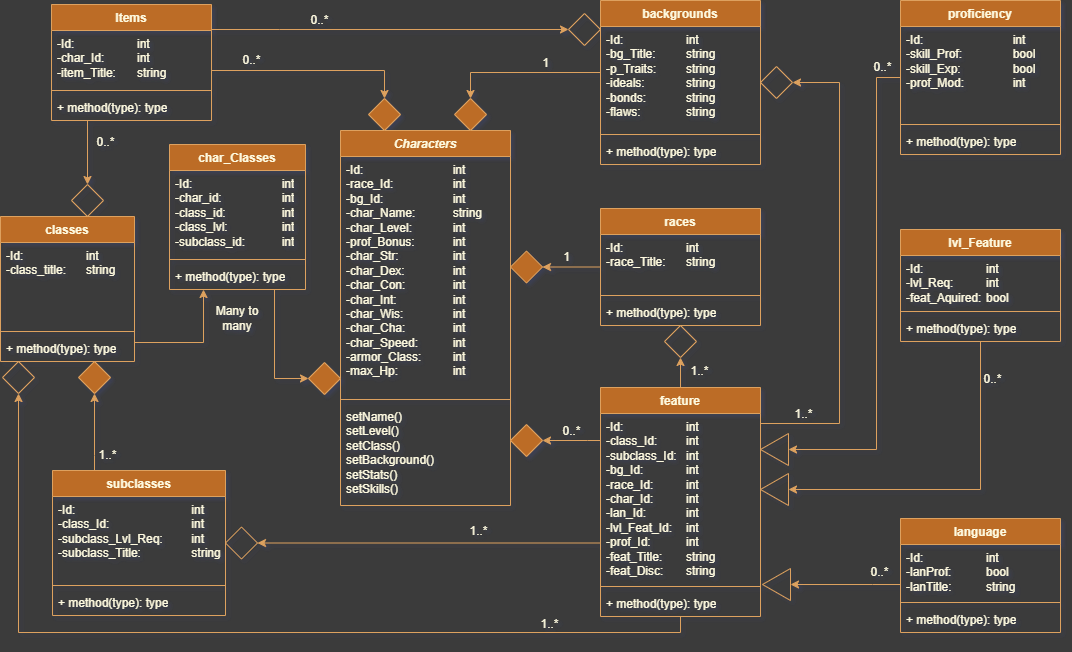 Items
-Id: int
-char_Id: int
-item_Title: string
+ method(type): type
0..*
0..*
0..*
backgrounds
-Id: int
-bg_Title: string
-p_Traits: string
-ideals: string
-bonds: string
-flaws: string
+ method(type): type
1
proficiency
-Id: int
-skill_Prof: bool
-skill_Exp: bool
-prof_Mod: int
+ method(type): type
0..*
char_Classes
-Id: int
-char_id: int
-class_id: int
-class_lvl: int
-subclass_id: int
+ method(type): type
Many to
many
Characters
-Id: int
-race_Id: int
-bg_Id: int
-char_Name: string
-char_Level: int
-prof_Bonus: int
-char_Str: int
-char_Dex: int
-char_Con: int
-char_Int: int
-char_Wis: int
-char_Cha: int
-char_Speed: int
-armor_Class: int
-max_Hp: int
setName()
setLevel()
setClass()
setBackground()
setStats()
setSkills()
classes
-Id: int
-class_title: string
+ method(type): type
races
-Id: int
-race_Title: string
+ method(type): type
1
1..*
lvl_Feature
-Id: int
-lvl_Req: int
-feat_Aquired: bool
+ method(type): type
0..*
feature
-Id: int
-class_Id: int
-subclass_Id: int
-bg_Id: int
-race_Id: int
-char_Id: int
-lan_Id: int
-lvl_Feat_Id: int
-prof_Id: int
-feat_Title: string
-feat_Disc: string
+ method(type): type
1..*
0..*
1..*
1..*
subclasses
-Id: int
-class_Id: int
-subclass_Lvl_Req: int
-subclass_Title: string
+ method(type): type
1..*
language
-Id: int
-lanProf: bool
-lanTitle: string
+ method(type): type
0..*